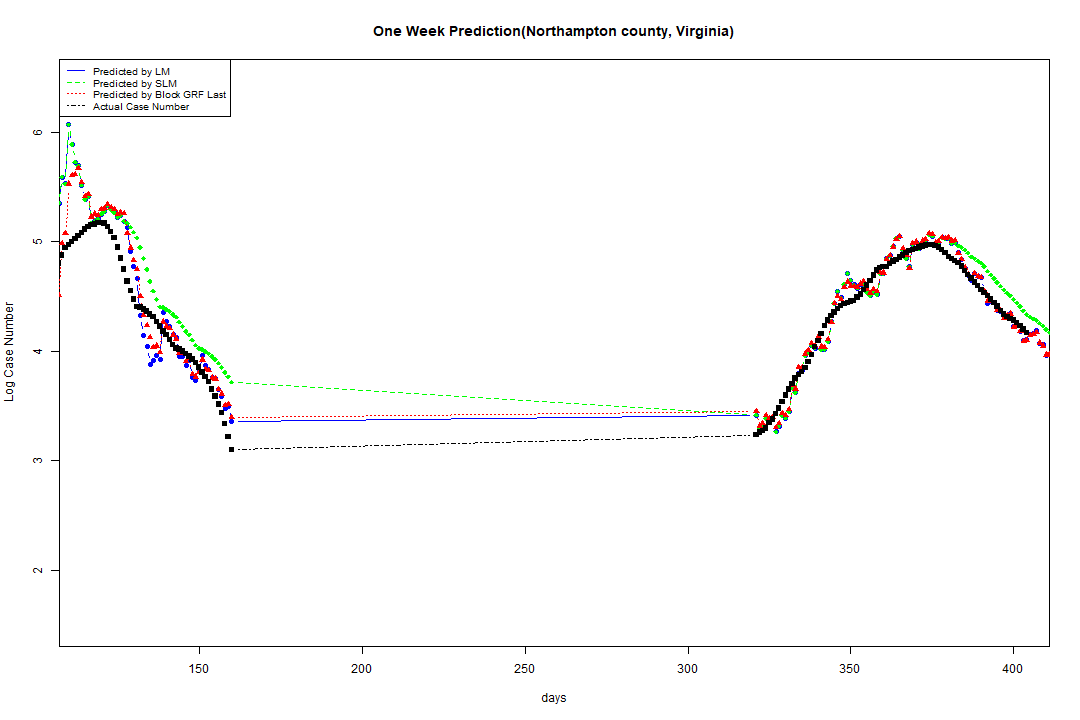 One Week Prediction(Northampton county, Virginia)
Predicted by LM
Predicted by SLM
Predicted by Block GRF Last
Actual Case Number
6
5
4
3
2
Log Case Number
150 200 250 300 350 400
days